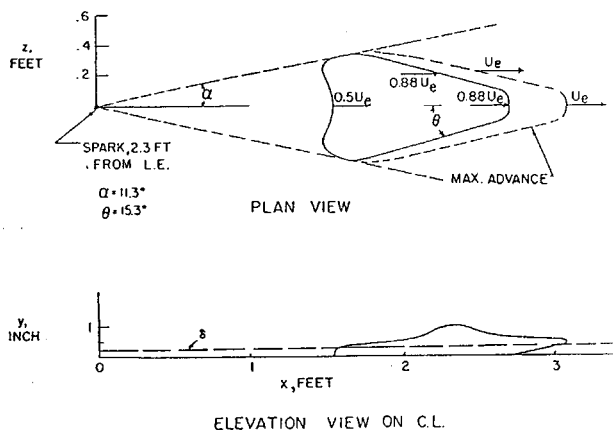 .6
z, .4
FEET .2
α
0.5Ue
0.88Ue
0.88Ue
θ
Ue
Ue
SPARK, 2.3 FT
FROM L.E.
α = 11.3°
θ = 15.3°
MAX. ADVANCE
PLAN VIEW
y, 1
INCH
δ
0 1 2 3
x, FEET
ELEVATION VIEW ON C.L.